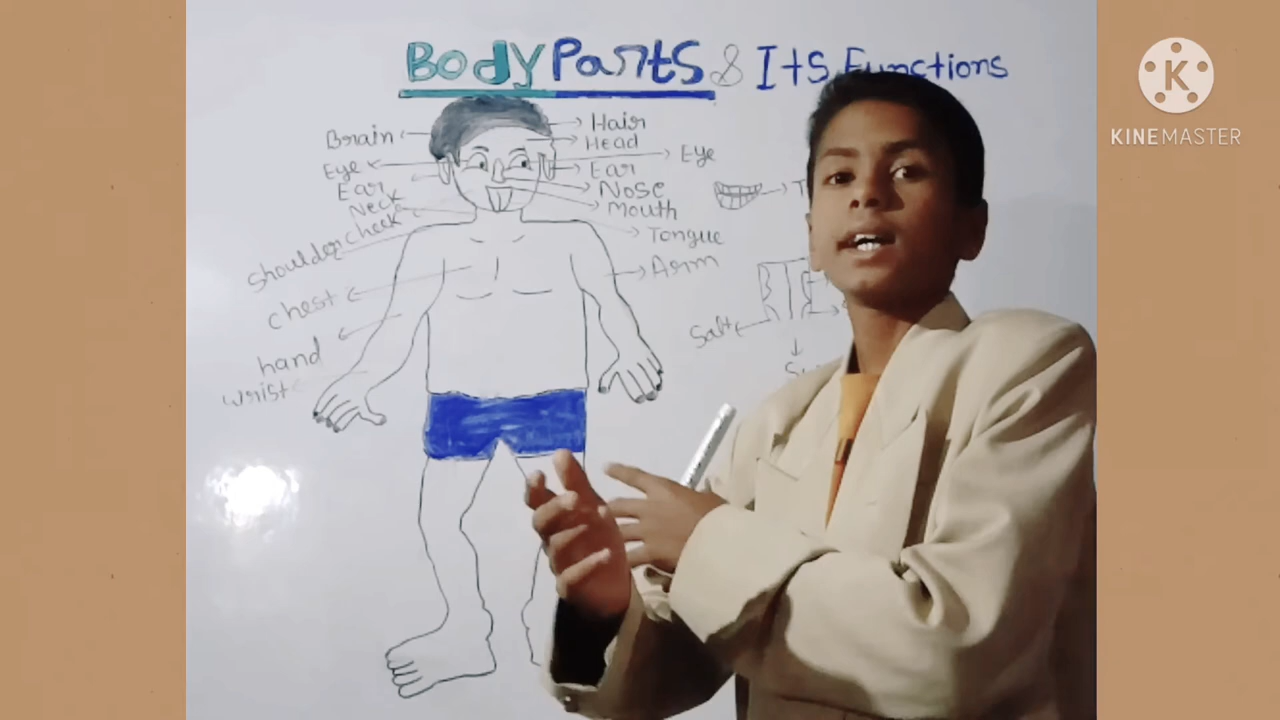 Body Parts & Its Functions
Brain
Hair
Head
Eye
Eye
Ear
Ear
Nose
Neck
Mouth
cheek
Tongue
shoulder
Arm
chest
hand
wrist
Salt
KINEMASTER